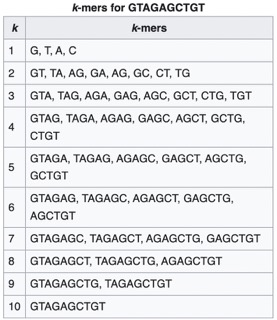 k-mers for GTAGAGCTGT
k k-mers
1 G, T, A, C
2 GT, TA, AG, GA, AG, GC, CT, TG
3 GTA, TAG, AGA, GAG, AGC, GCT, CTG, TGT
4 GTAG, TAGA, AGAG, GAGC, AGCT, GCTG,
CTGT
5 GTAGA, TAGAG, AGAGC, GAGCT, AGCTG,
GCTGT
6 GTAGAG, TAGAGC, AGAGCT, GAGCTG,
AGCTGT
7 GTAGAGC, TAGAGCT, AGAGCTG, GAGCTGT
8 GTAGAGCT, TAGAGCTG, AGAGCTGT
9 GTAGAGCTG, TAGAGCTGT
10 GTAGAGCTGT